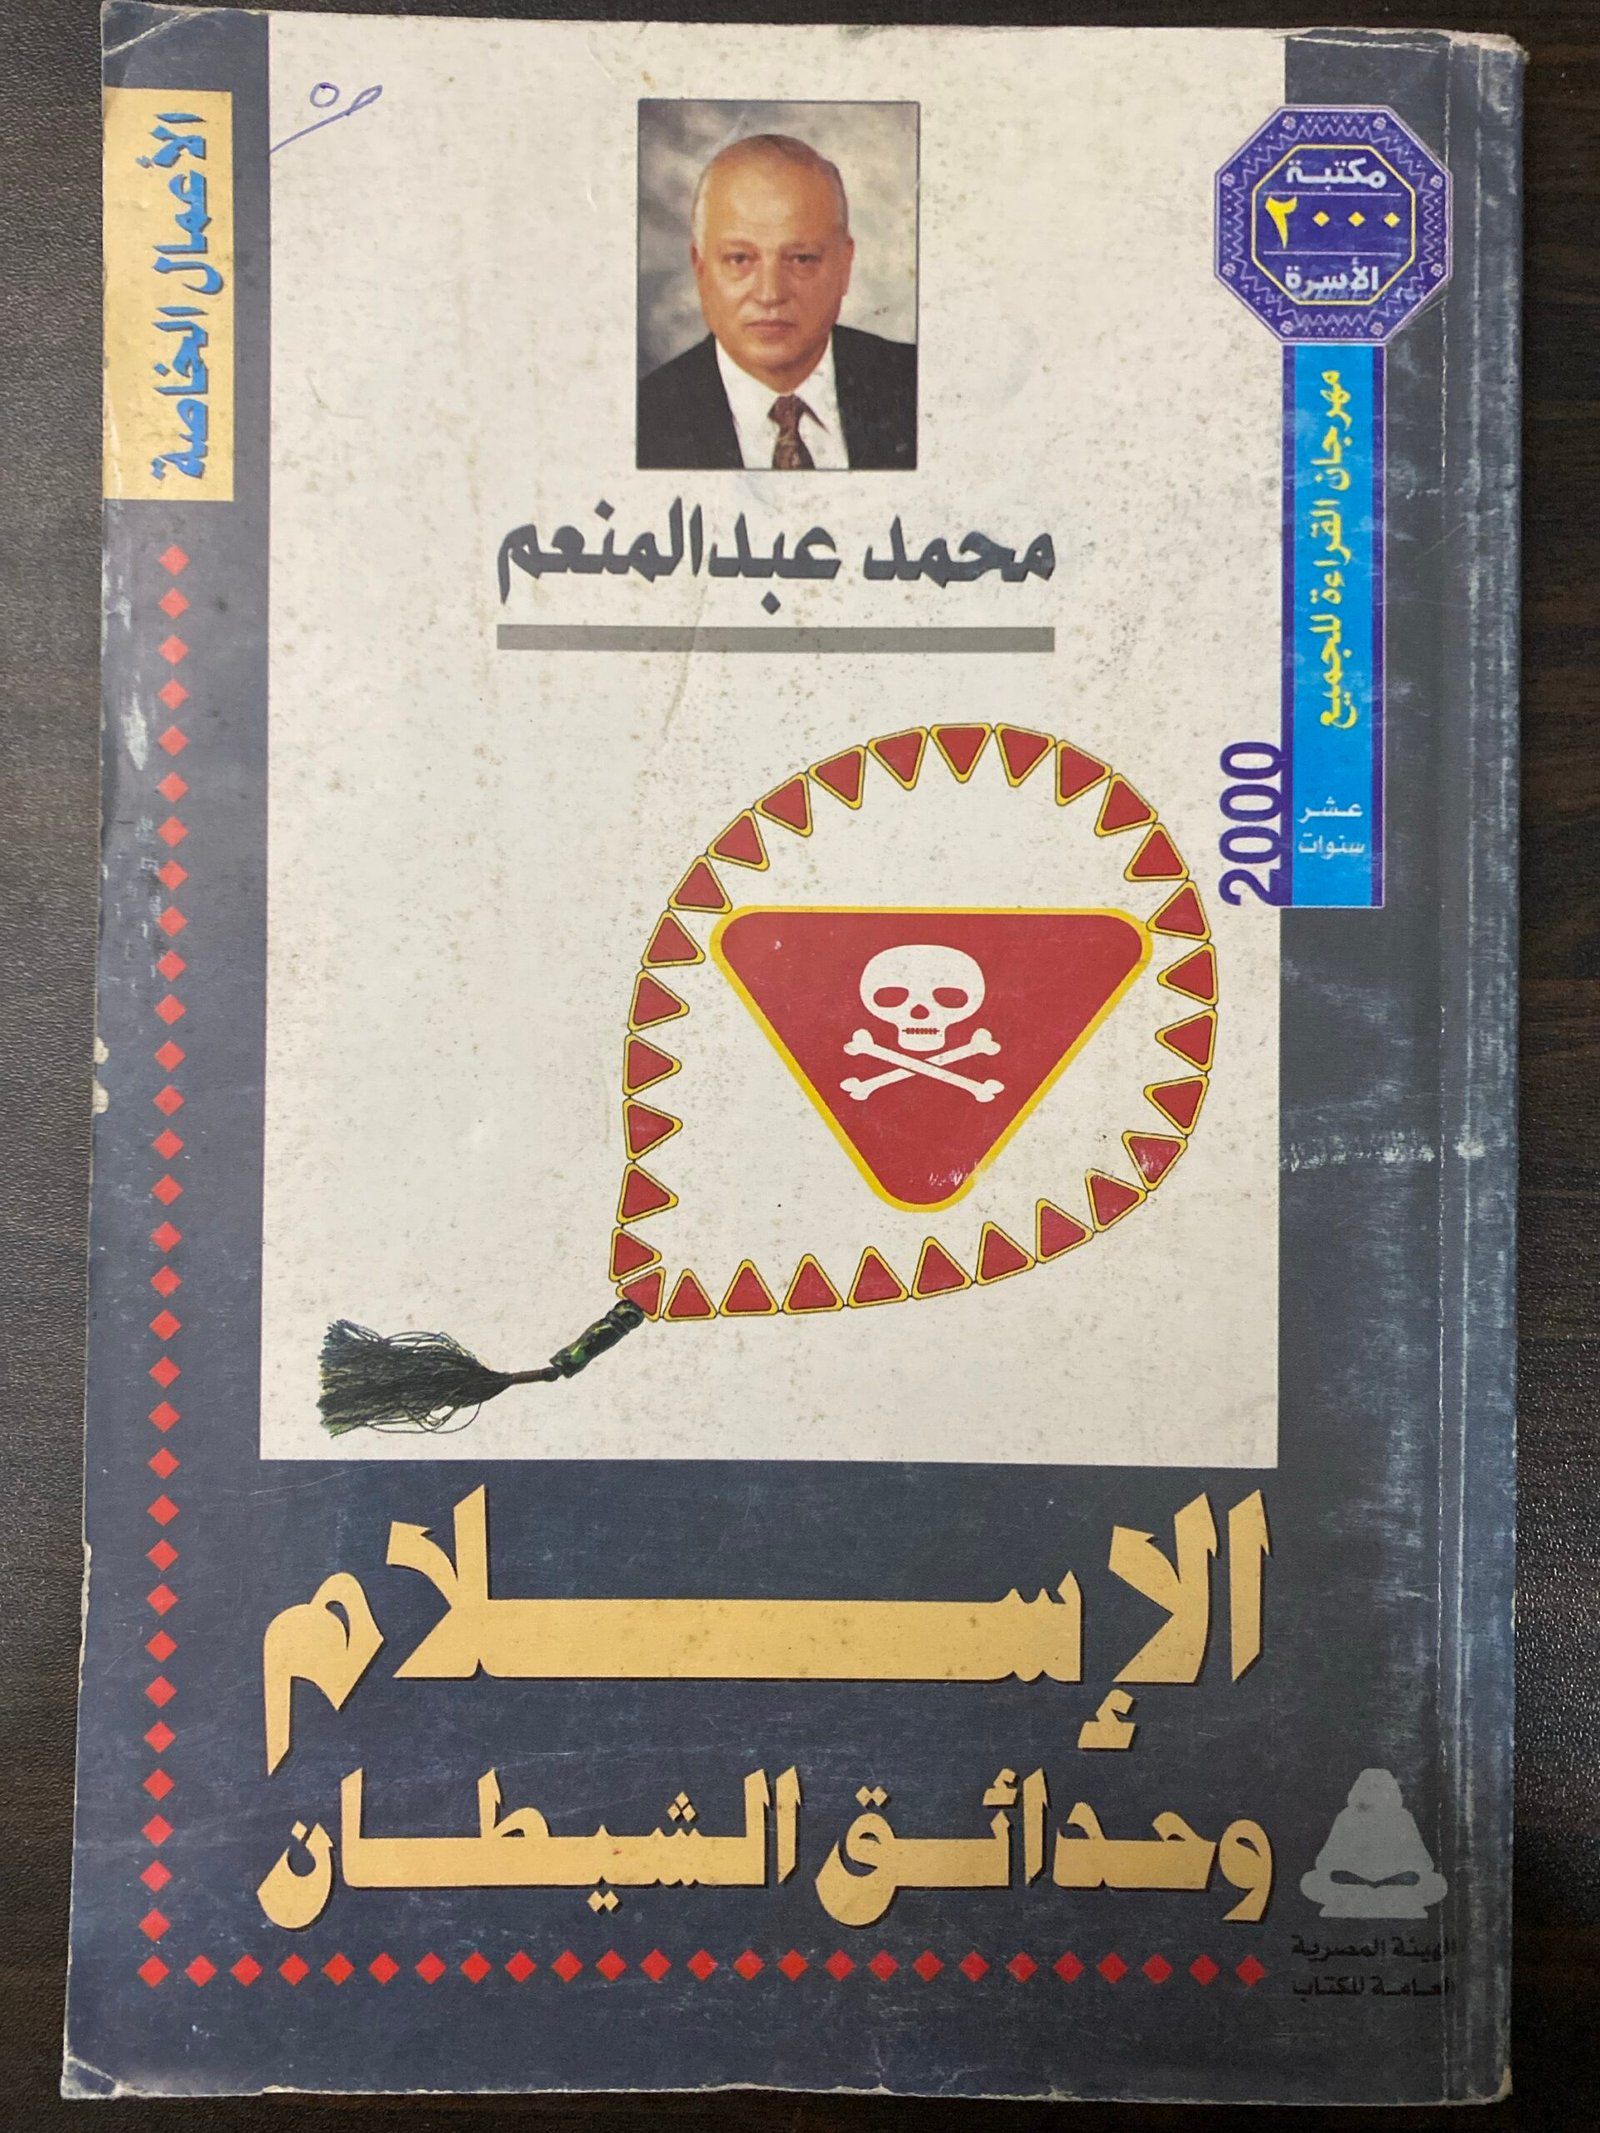 مكتبة
٢٠٠٠
الأسرة
مهرجان القراءة للجميع
عشر
سنوات
2000
الأعمال الخاصة
محمد عبدالمنعم
الإسلام
وحدائق الشيطان
الهيئة المصرية
العامة للكتاب